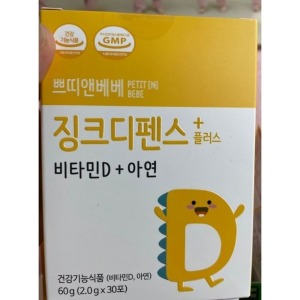 건강
기능식품
GMP
쁘띠앤베베 PETIT [N] BEBE
징크디펜스+
플러스
비타민D + 아연
건강기능식품 (비타민D, 아연)
60g (2.0g x 30포)